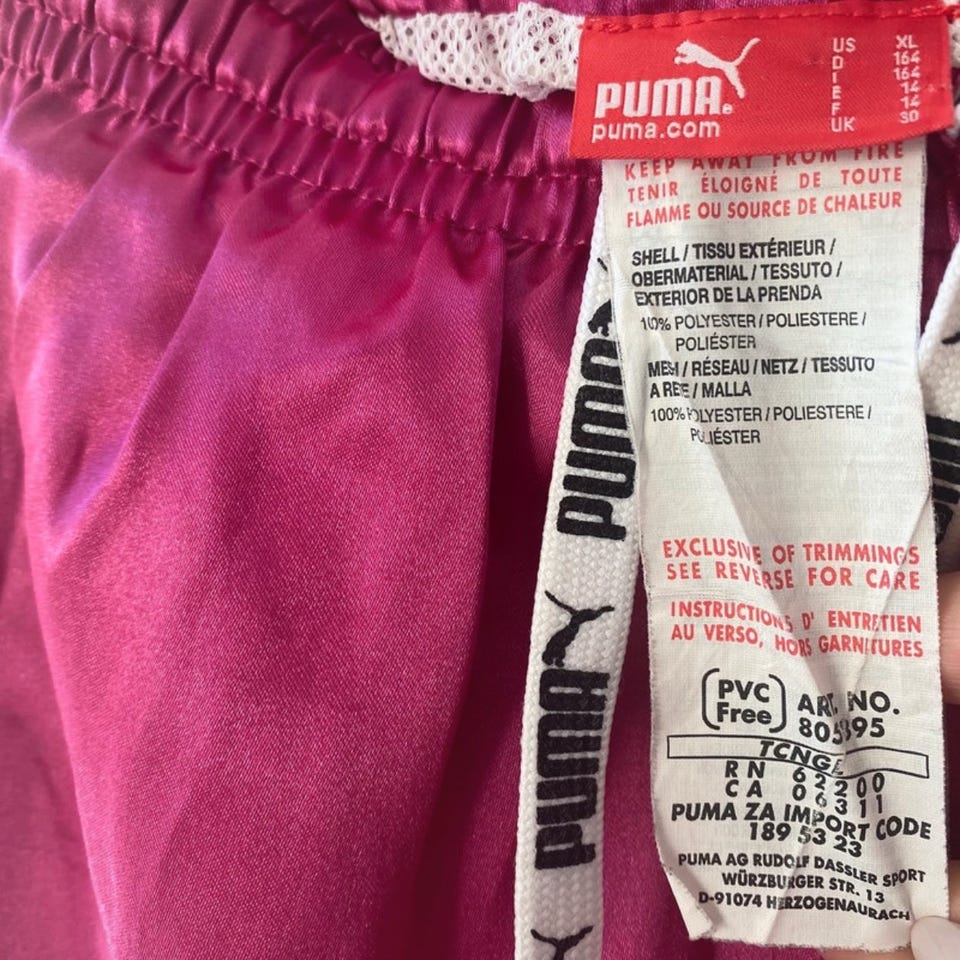 PUMA®
puma.com
US XL
D 164
I 164
E 14
F 14
UK 30
KEEP AWAY FROM FIRE
TENIR ÉLOIGNÉ DE TOUTE
FLAMME OU SOURCE DE CHALEUR
SHELL / TISSU EXTÉRIEUR /
OBERMATERIAL / TESSUTO /
EXTERIOR DE LA PRENDA
100% POLYESTER / POLIESTERE /
POLIÉSTER
MESH / RÉSEAU / NETZ / TESSUTO
A RETE / MALLA
100% POLYESTER / POLIESTERE /
POLIÉSTER
EXCLUSIVE OF TRIMMINGS
SEE REVERSE FOR CARE
INSTRUCTIONS D' ENTRETIEN
AU VERSO, HORS GARNITURES
(PVC Free)
ART. NO.
RN 62200
CA 06311
PUMA ZA IMPORT CODE
189 53 23
PUMA AG RUDOLF DASSLER SPORT
WÜRZBURGER STR. 13
D-91074 HERZOGENAURACH
PUMA
PUMA